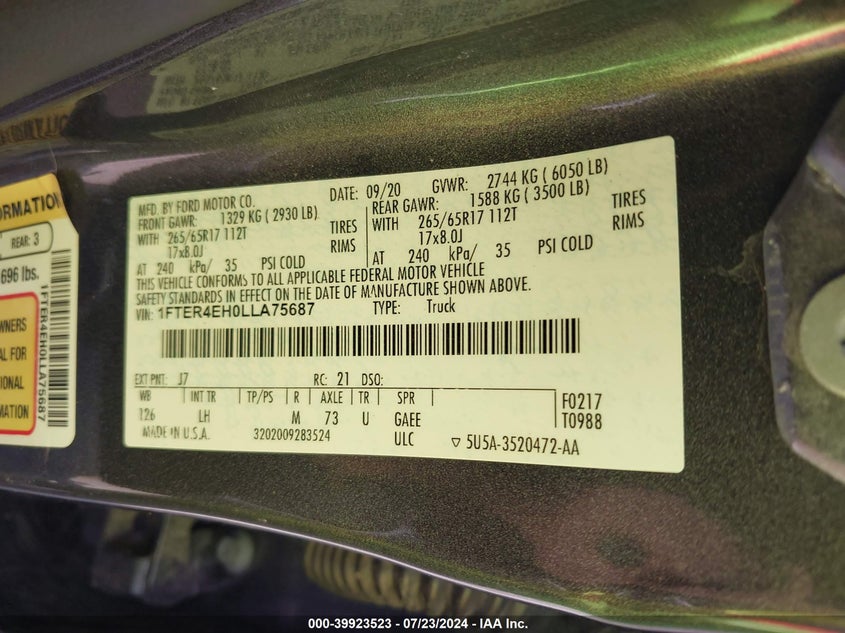 ORMATION
REAR: 3
696 lbs.
WNERS
AL FOR
IONAL
MATION
1FTER4EH0LLA75687
MFD. BY FORD MOTOR CO. DATE: 09/20 GVWR: 2744 KG ( 6050 LB)
FRONT GAWR: 1329 KG ( 2930 LB) REAR GAWR: 1588 KG ( 3500 LB)
WITH 265/65R17 112T TIRES WITH 265/65R17 112T TIRES
17x8.0J RIMS 17x8.0J RIMS
AT 240 kPa/ 35 PSI COLD AT 240 kPa/ 35 PSI COLD
THIS VEHICLE CONFORMS TO ALL APPLICABLE FEDERAL MOTOR VEHICLE
SAFETY STANDARDS IN EFFECT ON THE DATE OF MANUFACTURE SHOWN ABOVE.
VIN: 1FTER4EH0LLA75687 TYPE: Truck
EXT PNT: J7 RC: 21 DSO:
WB INT TR TP/PS R AXLE TR SPR F0217
126 LH M 73 U GAEE T0988
MADE IN U.S.A. 3202009283524 ULC ▽ 5U5A-3520472-AA
000-39923523 / 07/23/2024 - IAA Inc.